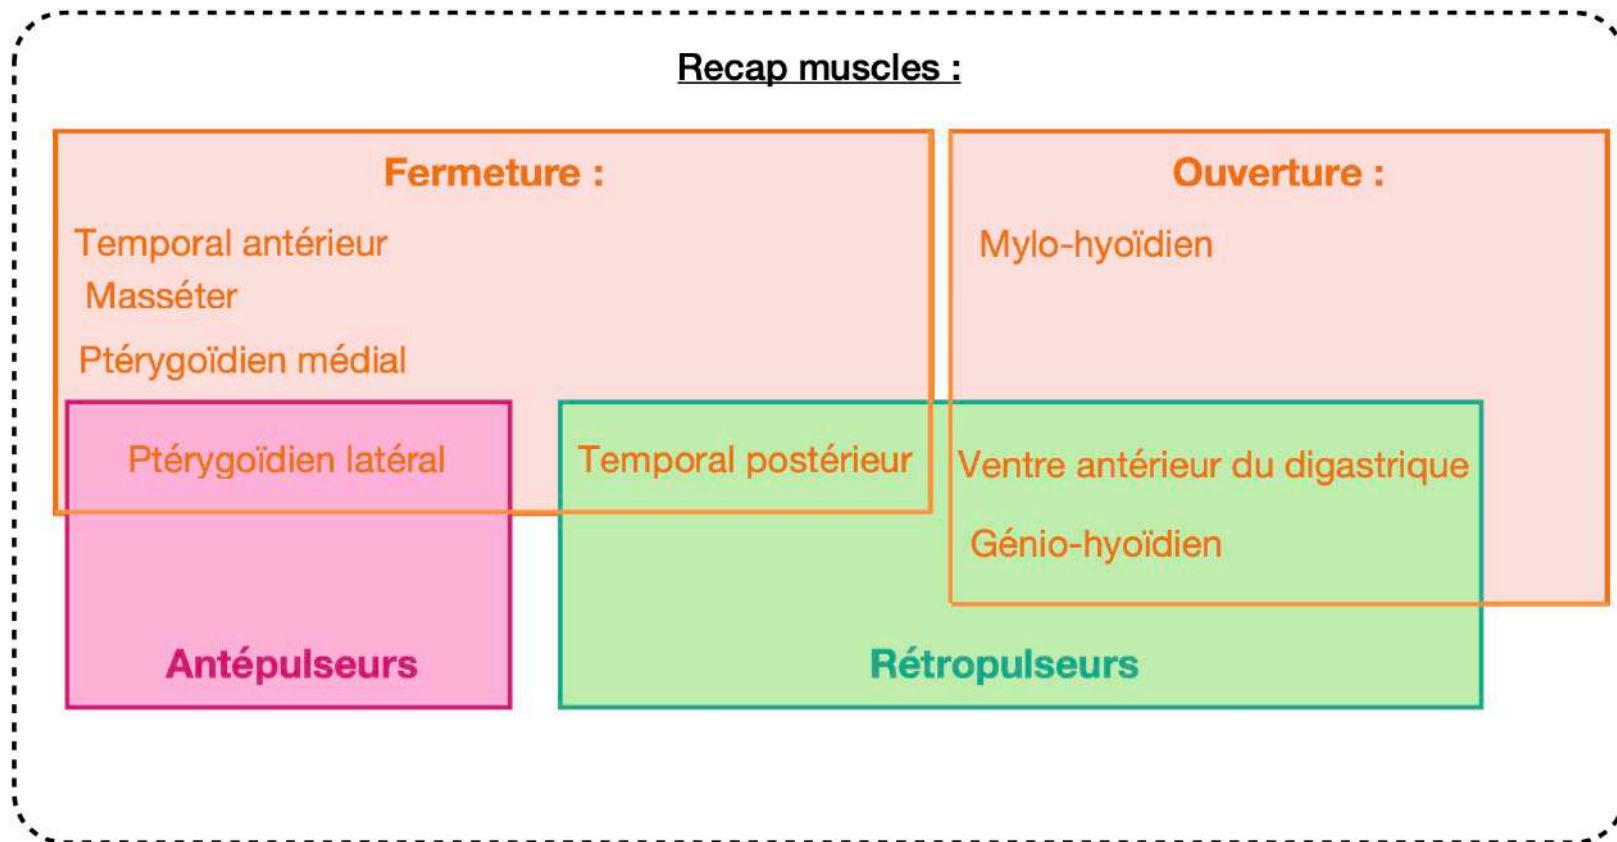 Recap muscles :
Fermeture :
Temporal antérieur
Masséter
Ptérygoïdien médial
Ptérygoïdien latéral
Temporal postérieur
Ouverture :
Mylo-hyoïdien
Ventre antérieur du digastrique
Génio-hyoïdien
Antépulseurs
Rétropulseurs